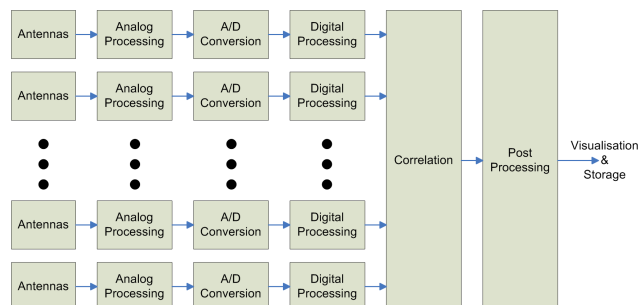 Antennas
Analog
Processing
A/D
Conversion
Digital
Processing
Antennas
Analog
Processing
A/D
Conversion
Digital
Processing
Correlation
Post
Processing
Visualisation
&
Storage
Antennas
Analog
Processing
A/D
Conversion
Digital
Processing
Antennas
Analog
Processing
A/D
Conversion
Digital
Processing